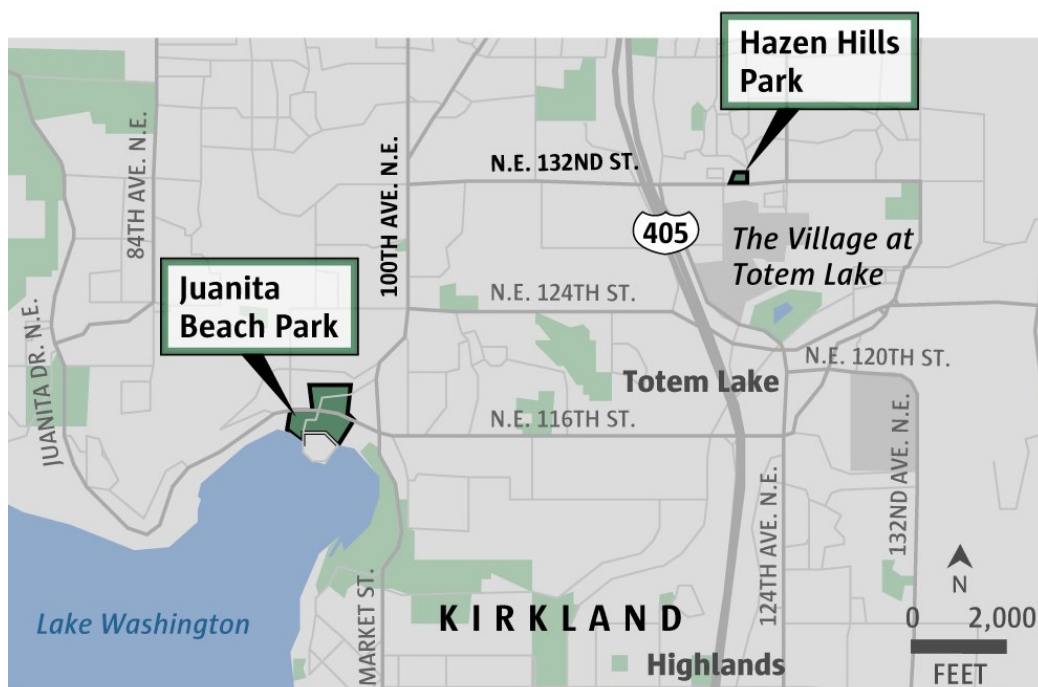 Hazen Hills
Park
N.E. 132ND ST.
84TH AVE. N.E.
100TH AVE. N.E.
405
The Village at
Totem Lake
Juanita
Beach Park
N.E. 124TH ST.
JUANITA DR. N.E.
N.E. 120TH ST.
Totem Lake
N.E. 116TH ST.
124TH AVE. N.E.
132ND AVE. N.E.
N
Lake Washington
MARKET ST.
KIRKLAND
0 2,000
FEET
Highlands